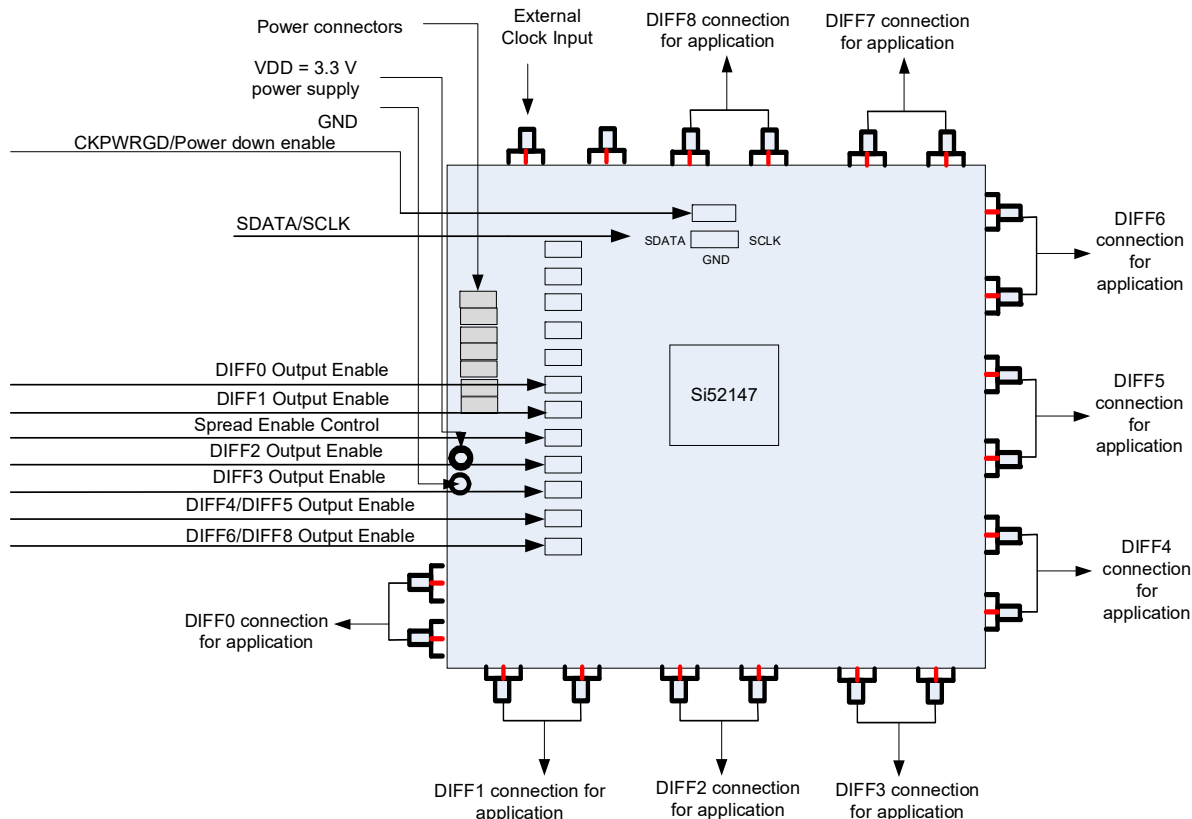 Power connectors
External
Clock Input
DIFF8 connection
for application
DIFF7 connection
for application
VDD = 3.3 V
power supply
GND
CKPWRGD/Power down enable
SDATA/SCLK
SDATA
SCLK
GND
DIFF6
connection
for
application
DIFF0 Output Enable
DIFF1 Output Enable
Spread Enable Control
DIFF2 Output Enable
DIFF3 Output Enable
DIFF4/DIFF5 Output Enable
DIFF6/DIFF8 Output Enable
Si52147
DIFF5
connection
for
application
DIFF4
connection
for
application
DIFF0 connection
for application
DIFF1 connection for
application
DIFF2 connection
for application
DIFF3 connection
for application